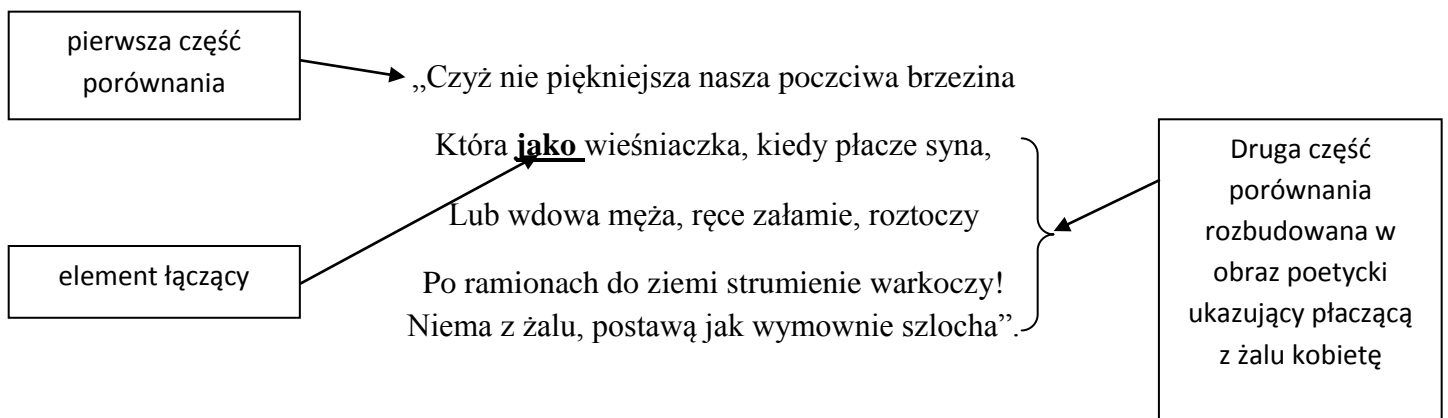 pierwsza część
porównania
„Czyż nie piękniejsza nasza poczciwa brzezina
Która jako wieśniaczka, kiedy płacze syna,
Lub wdowa męża, ręce załamie, roztoczy
Po ramionach do ziemi strumienie warkoczy!
Niema z żalu, postawą jak wymownie szlocha”.
element łączący
Druga część
porównania
rozbudowana w
obraz poetycki
ukazujący płaczącą
z żalu kobietę